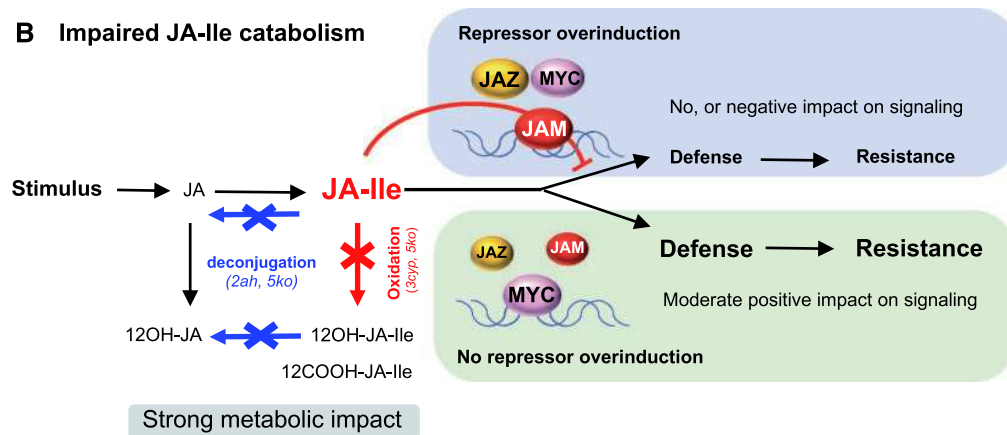 B Impaired JA-Ile catabolism
Repressor overinduction
JAZ
MYC
JAM
No, or negative impact on signaling
Defense
Resistance
Stimulus
JA
JA-Ile
deconjugation
(2ah, 5ko)
Oxidation
(3cyp, 5ko)
12OH-JA
12OH-JA-Ile
12COOH-JA-Ile
Strong metabolic impact
JAZ
JAM
MYC
Defense
Resistance
Moderate positive impact on signaling
No repressor overinduction